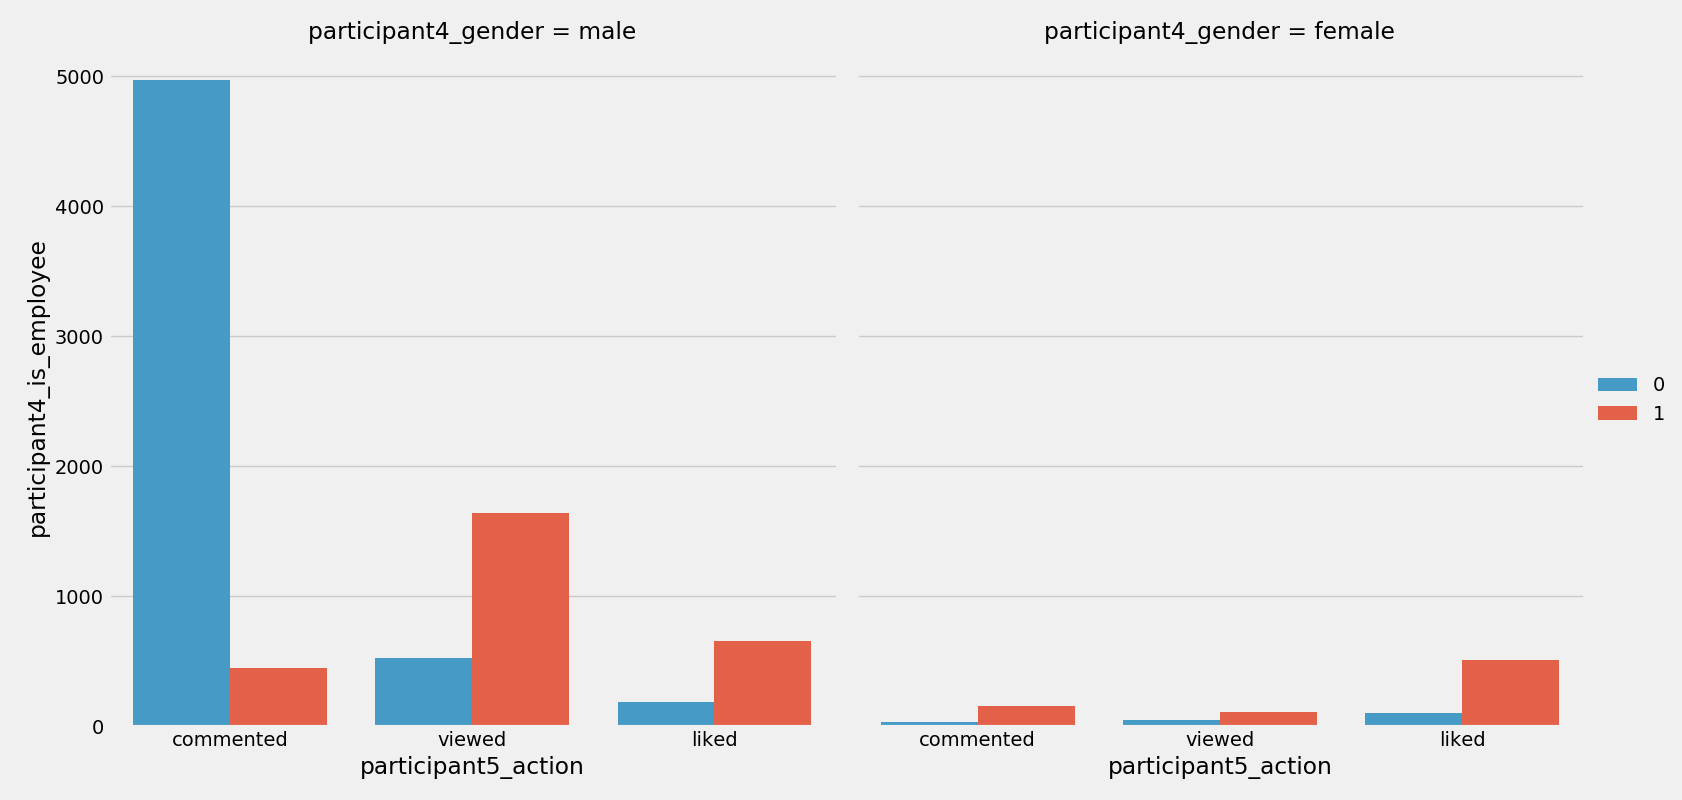 participant4_gender = male
participant4_gender = female
participant4_is_employee
5000
4000
3000
2000
1000
0
commented viewed liked
commented viewed liked
participant5_action
participant5_action
0
1